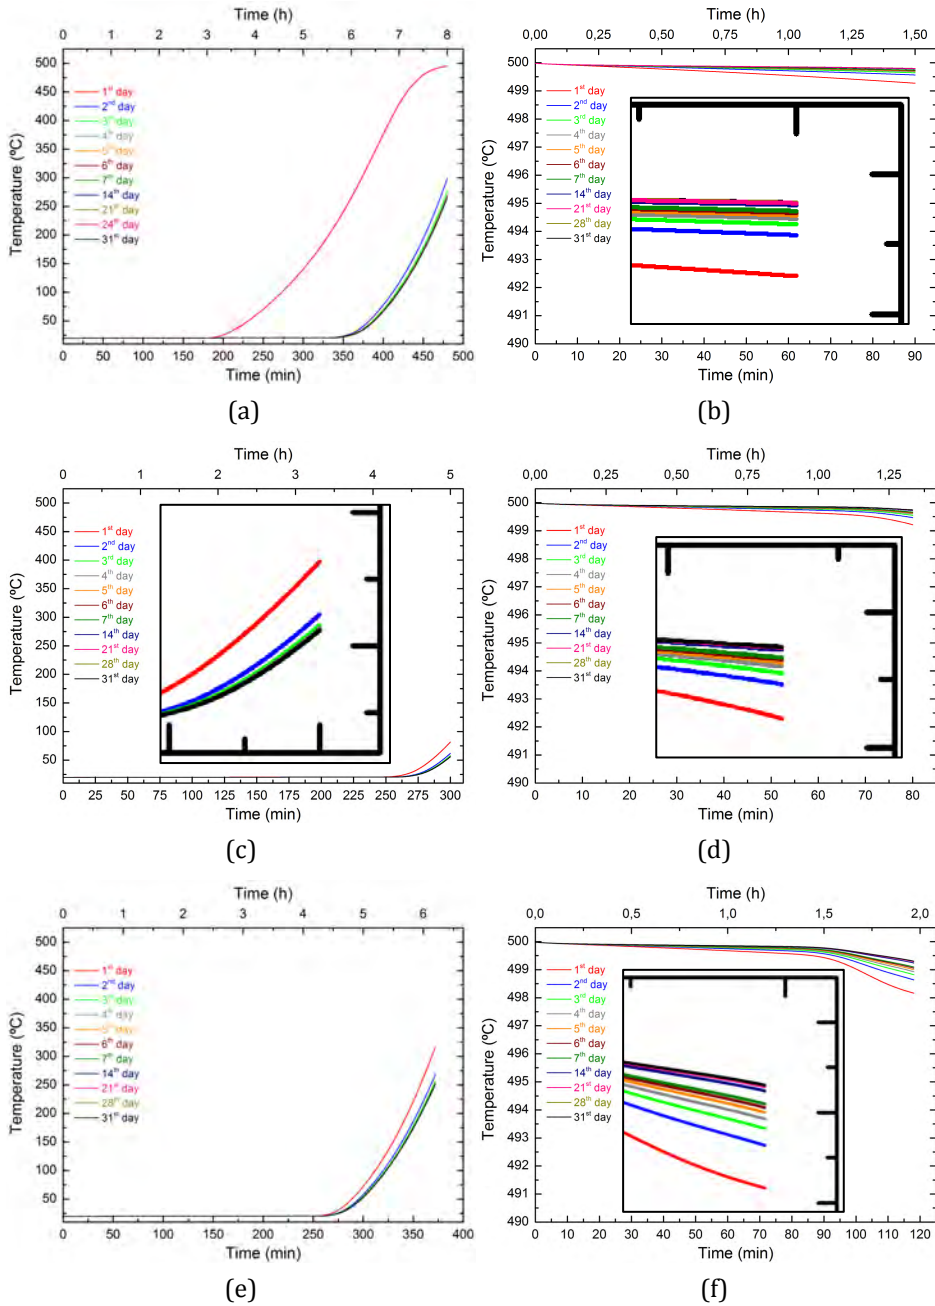 Time (h)
0 1 2 3 4 5 6 7 8
500
450
400
350
300
250
200
150
100
50
Temperature (ºC)
1st day
2nd day
3rd day
4th day
5th day
6th day
7th day
14th day
21st day
24th day
31st day
0 50 100 150 200 250 300 350 400 450 500
Time (min)
(a)
Time (h)
0,00 0,38 0,75 1,13 1,50
500
499
498
497
496
495
494
493
492
491
490
Temperature (ºC)
1st day
2nd day
3rd day
4th day
5th day
6th day
7th day
14th day
21st day
28th day
31st day
0 10 20 30 40 50 60 70 80 90
Time (min)
(b)
Time (h)
0 1 2 3 4 5
500
450
400
350
300
250
200
150
100
50
Temperature (ºC)
1st day
2nd day
3rd day
4th day
5th day
6th day
7th day
14th day
21st day
28th day
31st day
0 25 50 75 100 125 150 175 200 225 250 275 300
Time (min)
(c)
Time (h)
0,00 0,25 0,47 0,67 0,87 1,07 1,25
500
499
498
497
496
495
494
493
492
491
490
Temperature (ºC)
1st day
2nd day
3rd day
4th day
5th day
6th day
7th day
14th day
21st day
28th day
31st day
0 10 20 30 40 50 60 70 80
Time (min)
(d)
Time (h)
0 1 2 3 4 5 6
500
450
400
350
300
250
200
150
100
50
Temperature (ºC)
1st day
2nd day
3rd day
4th day
5th day
6th day
7th day
14th day
21st day
28th day
31st day
0 50 100 150 200 250 300 350 400
Time (min)
(e)
Time (h)
0,0 0,5 1,0 1,5 2,0
500
499
498
497
496
495
494
493
492
491
490
Temperature (ºC)
1st day
2nd day
3rd day
4th day
5th day
6th day
7th day
14th day
21st day
28th day
31st day
0 10 20 30 40 50 60 70 80 90 100 110 120
Time (min)
(f)